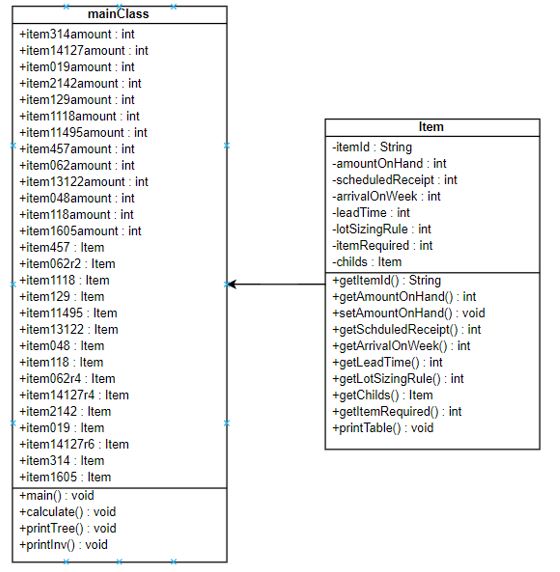 mainClass
+item314amount : int
+item14127amount : int
+item019amount : int
+item2142amount : int
+item129amount : int
+item1118amount : int
+item11495amount : int
+item457amount : int
+item062amount : int
+item13122amount : int
+item048amount : int
+item118amount : int
+item1605amount : int
+item457 : Item
+item062r2 : Item
+item1118 : Item
+item129 : Item
+item11495 : Item
+item13122 : Item
+item048 : Item
+item118 : Item
+item062r4 : Item
+item14127r4 : Item
+item2142 : Item
+item019 : Item
+item14127r6 : Item
+item314 : Item
+item1605 : Item
+main() : void
+calculate() : void
+printTree() : void
+printInv() : void
Item
-itemId : String
-amountOnHand : int
-scheduledReceipt : int
-arrivalOnWeek : int
-leadTime : int
-lotSizingRule : int
-itemRequired : int
-childs : Item
+getItemId() : String
+getAmountOnHand() : int
+setAmountOnHand() : void
+getSchduledReceipt() : int
+getArrivalOnWeek() : int
+getLeadTime() : int
+getLotSizingRule() : int
+getChilds() : Item
+getItemRequired() : int
+printTable() : void